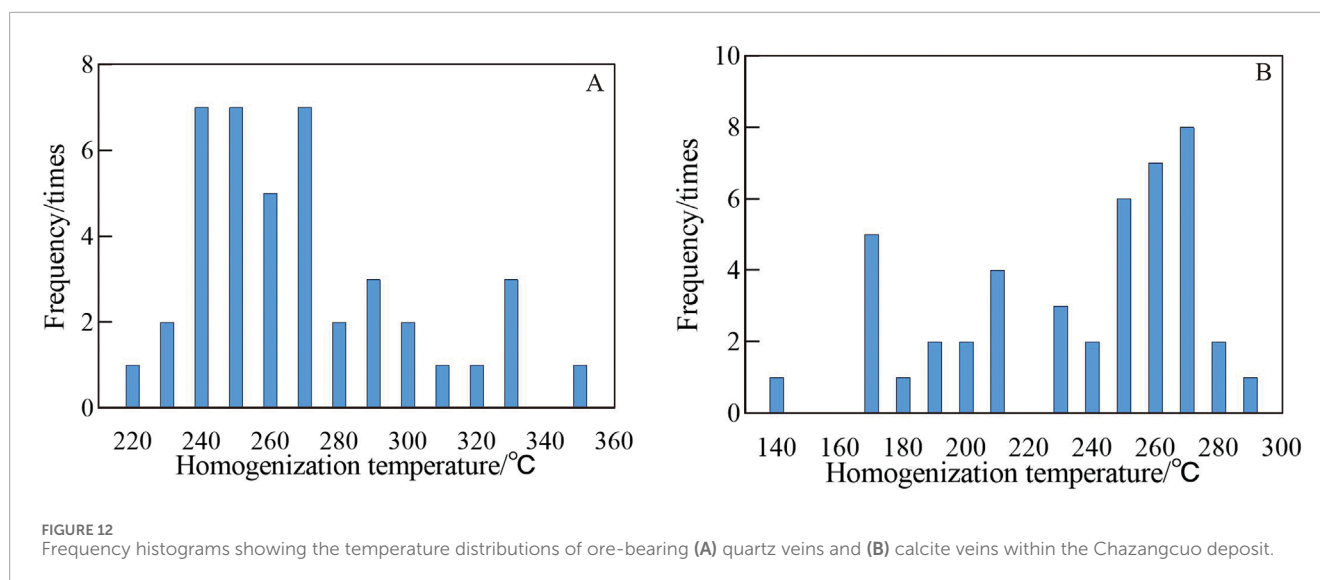 A
8
6
4
2
0
Frequency/times
220 240 260 280 300 320 340 360
Homogenization temperature/℃
B
10
8
6
4
2
0
Frequency/times
140 160 180 200 220 240 260 280 300
Homogenization temperature/℃
FIGURE 12
Frequency histograms showing the temperature distributions of ore-bearing (A) quartz veins and (B) calcite veins within the Chazangcuo deposit.